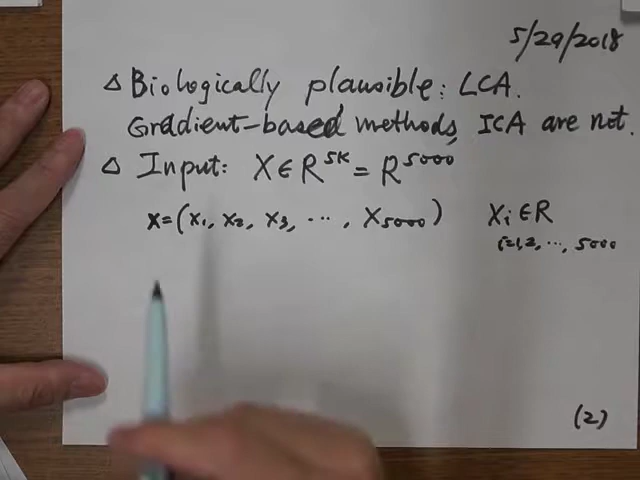 5/29/2018
△ Biologically plausible: LCA.
Gradient-based methods, ICA are not.
△ Input: X ∈ R^5K = R^5000
x = (x₁, x₂, x₃, ⋯, x₅₀₀₀) xᵢ ∈ R
i=1,2, ⋯, 5000
(2)